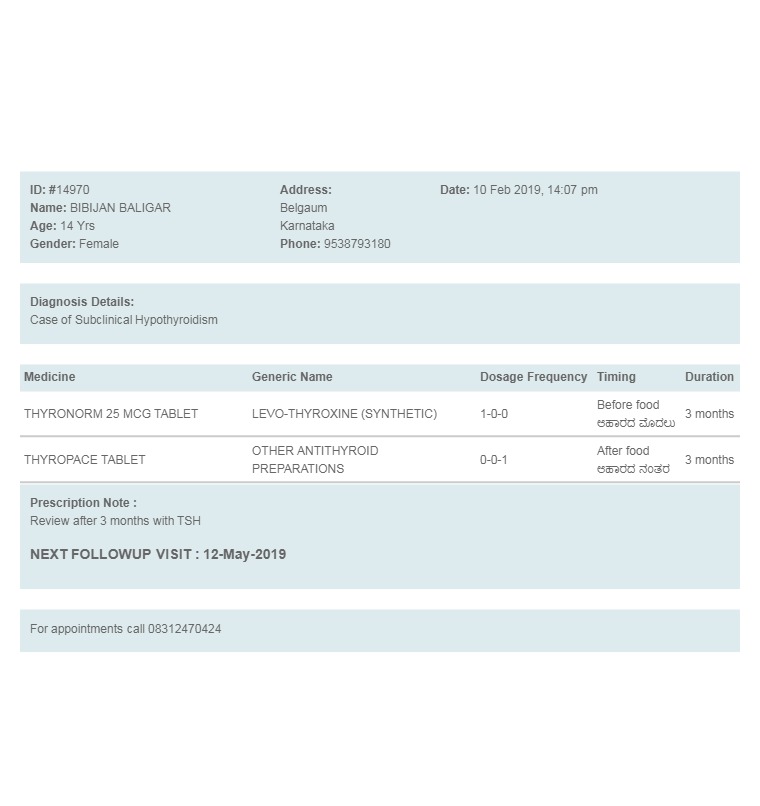 ID: #14970
Name: BIBIJAN BALIGAR
Age: 14 Yrs
Gender: Female
Address:
Belgaum
Karnataka
Phone: 9538793180
Date: 10 Feb 2019, 14:07 pm
Diagnosis Details:
Case of Subclinical Hypothyroidism
Medicine Generic Name Dosage Frequency Timing Duration
THYRONORM 25 MCG TABLET LEVO-THYROXINE (SYNTHETIC) 1-0-0 Before food 3 months
ಆಹಾರದ ಮೊದಲು
THYROPACE TABLET OTHER ANTITHYROID 0-0-1 After food 3 months
PREPARATIONS ಆಹಾರದ ನಂತರ
Prescription Note :
Review after 3 months with TSH
NEXT FOLLOWUP VISIT : 12-May-2019
For appointments call 08312470424